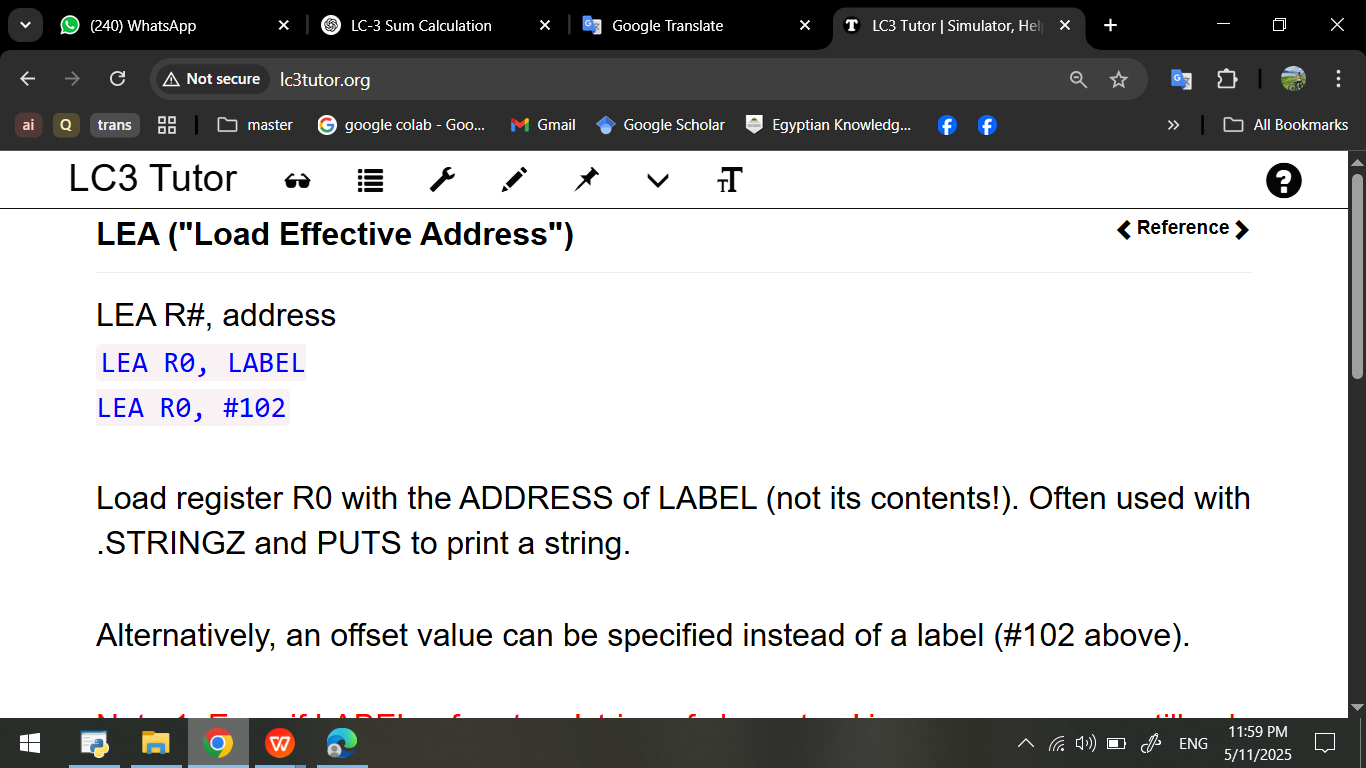 (240) WhatsApp
LC-3 Sum Calculation
Google Translate
LC3 Tutor | Simulator, Hel
Not secure
lc3tutor.org
ai
Q
trans
master
google colab - Goo...
Gmail
Google Scholar
Egyptian Knowledg...
All Bookmarks
LC3 Tutor
LEA ("Load Effective Address")
Reference
LEA R#, address
LEA R0, LABEL
LEA R0, #102
Load register R0 with the ADDRESS of LABEL (not its contents!). Often used with
.STRINGZ and PUTS to print a string.
Alternatively, an offset value can be specified instead of a label (#102 above).
ENG
11:59 PM
5/11/2025